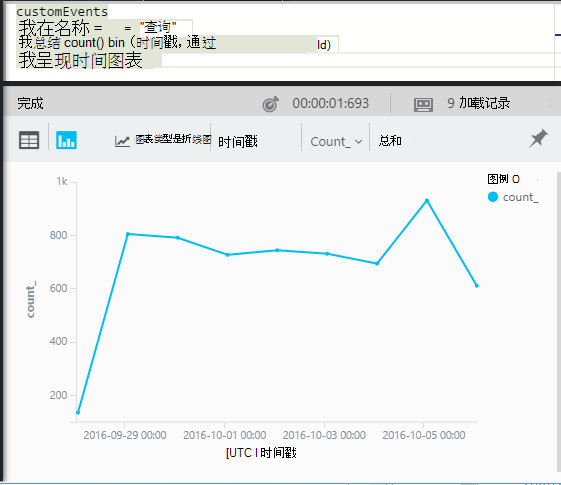 customEvents
我在名称 = = "查询"
我总结 count() bin (时间戳, 通过 Id)
我呈现时间图表
完成 00:00:01:693 9 加载记录
图表类型是折线图 时间戳 Count_ 总和
图例 O
count_
1k
800
600
400
200
count_
2016-09-29 00:00 2016-10-01 00:00 2016-10-03 00:00 2016-10-05 00:00
[UTC I 时间戳